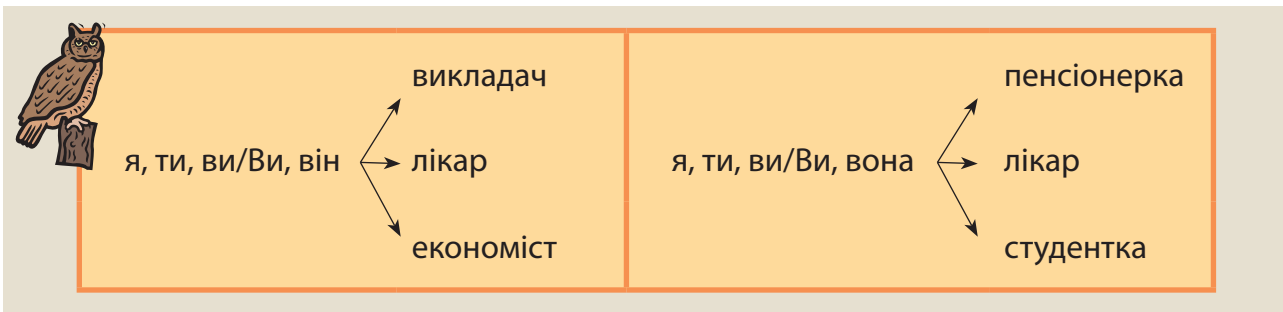 викладач
я, ти, ви/Ви, він
лікар
економіст
пенсіонерка
я, ти, ви/Ви, вона
лікар
студентка